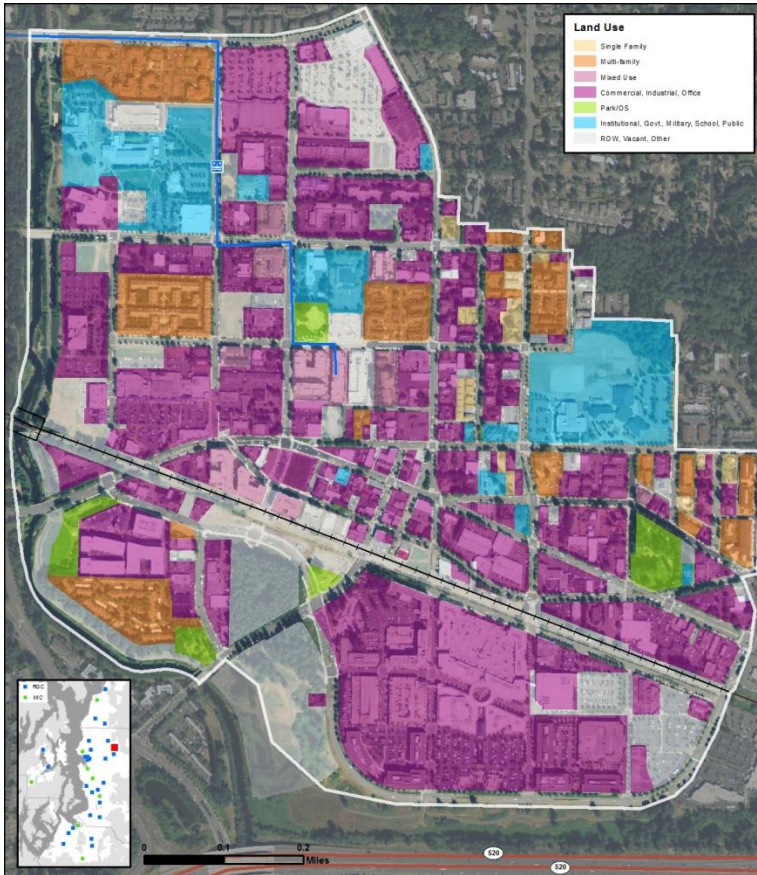 Land Use
Single Family
Multi-family
Mixed Use
Commercial, Industrial, Office
Park/OS
Institutional, Govt., Military, School, Public
ROW, Vacant, Other
RGC
MIC
0 0.1 0.2
Miles
520
520